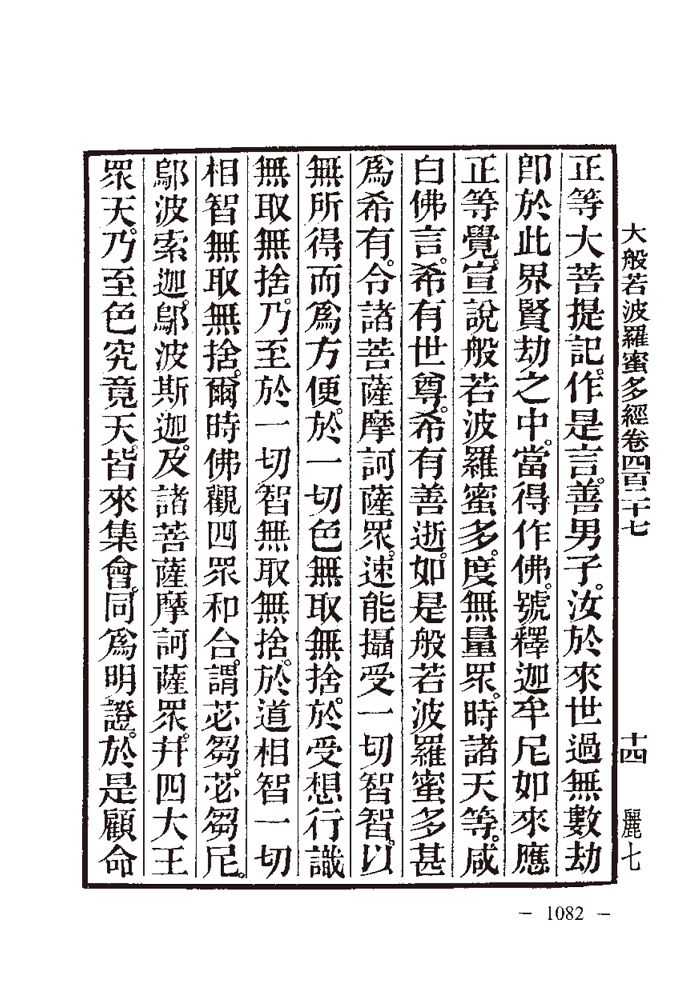 大般若波羅蜜多經卷四百二十七
十四
麗七
正等大菩提記。作是言。善男子。汝於來世過無數劫
卽於此界賢劫之中。當得作佛。號釋迦牟尼如來應
正等覺。宣說般若波羅蜜多。度無量眾。時諸天等。咸
白佛言。希有世尊。希有善逝。如是般若波羅蜜多甚
爲希有。令諸菩薩摩訶薩眾。速能攝受一切智智。以
無所得而爲方便。於一切色無取無捨。於受想行識
無取無捨。乃至於一切智無取無捨。於道相智一切
相智無取無捨。爾時佛觀四眾和合。謂苾芻。苾芻尼。
鄔波索迦。鄔波斯迦。及諸菩薩摩訶薩眾。幷四大王
眾天。乃至色究竟天。皆來集會。同爲明證。於是顧命
— 1082 —